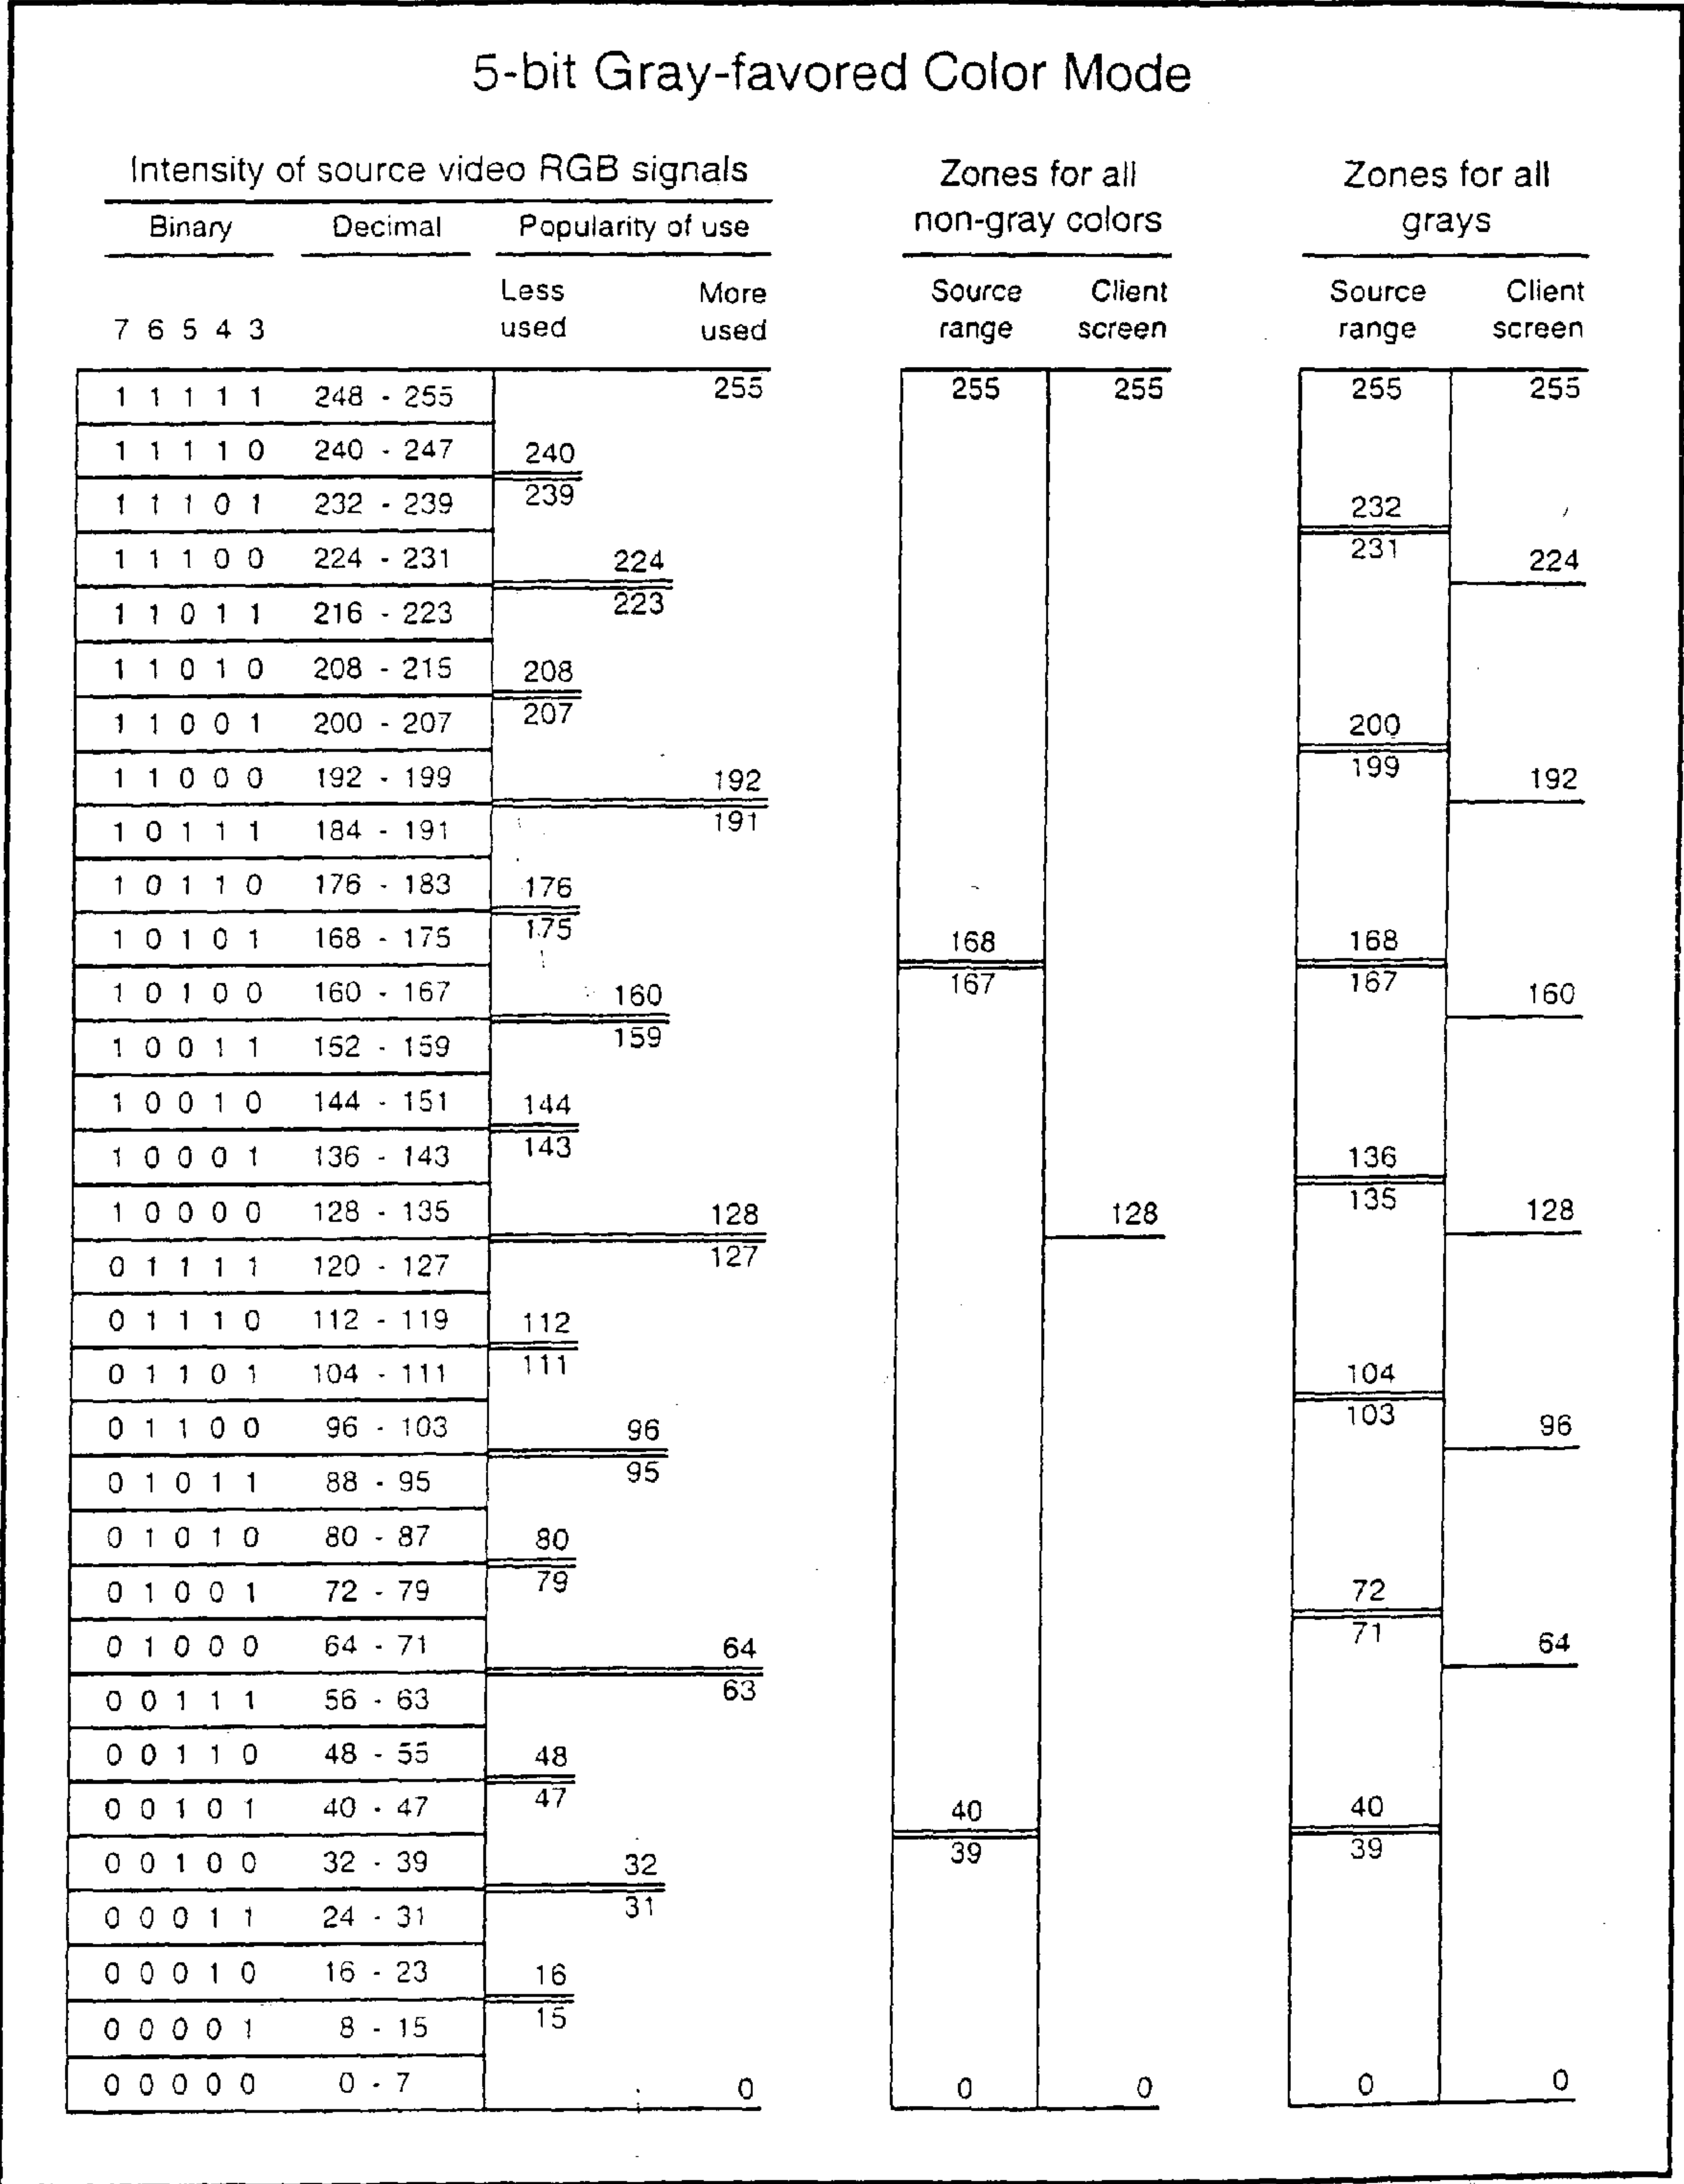 5-bit Gray-favored Color Mode
Intensity of source video RGB signals
Zones for all non-gray colors
Zones for all grays
Binary Decimal Popularity of use
7 6 5 4 3 Less used More used Source range Client screen Source range Client screen
1 1 1 1 1 248 - 255 255 255 255 255 255
1 1 1 1 0 240 - 247 240
239
1 1 1 0 1 232 - 239 232
231
1 1 1 0 0 224 - 231 224 224
223
1 1 0 1 1 216 - 223
1 1 0 1 0 208 - 215 208
207
1 1 0 0 1 200 - 207 200
199
1 1 0 0 0 192 - 199 192 192
191
1 0 1 1 1 184 - 191
1 0 1 1 0 176 - 183 176
175
1 0 1 0 1 168 - 175 168 168
167 167
1 0 1 0 0 160 - 167 160 160
159
1 0 0 1 1 152 - 159
1 0 0 1 0 144 - 151 144
143
1 0 0 0 1 136 - 143 136
135
1 0 0 0 0 128 - 135 128 128 128
127
0 1 1 1 1 120 - 127
0 1 1 1 0 112 - 119 112
111
0 1 1 0 1 104 - 111 104
103
0 1 1 0 0 96 - 103 96 96
95
0 1 0 1 1 88 - 95
0 1 0 1 0 80 - 87 80
79
0 1 0 0 1 72 - 79 72
71
0 1 0 0 0 64 - 71 64 64
63
0 0 1 1 1 56 - 63
0 0 1 1 0 48 - 55 48
47
0 0 1 0 1 40 - 47 40 40
39 39
0 0 1 0 0 32 - 39 32
31
0 0 0 1 1 24 - 31
0 0 0 1 0 16 - 23 16
15
0 0 0 0 1 8 - 15
0 0 0 0 0 0 - 7 0 0 0 0 0